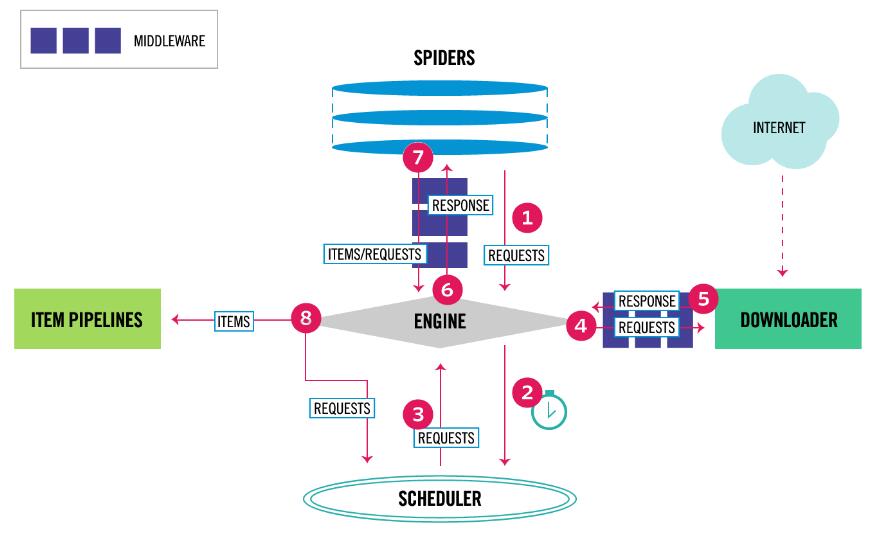 MIDDLEWARE
SPIDERS
INTERNET
7
RESPONSE
1
ITEMS/REQUESTS
REQUESTS
6
ITEM PIPELINES
ITEMS
8
ENGINE
4
RESPONSE
5
REQUESTS
DOWNLOADER
2
REQUESTS
3
REQUESTS
SCHEDULER